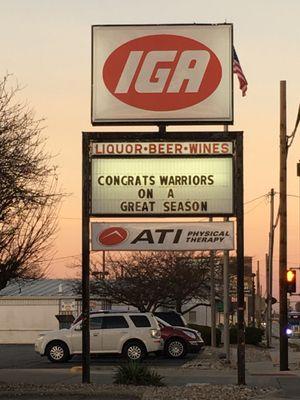 IGA
LIQUOR-BEER-WINES
CONGRATS WARRIORS
ON A
GREAT SEASON
ATI PHYSICAL THERAPY